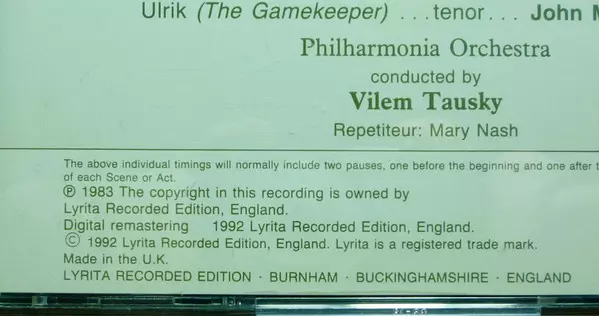 Ulrik (The Gamekeeper) ...tenor... John
Philharmonia Orchestra
conducted by
Vilem Tausky
Repetiteur: Mary Nash
The above individual timings will normally include two pauses, one before the beginning and one after
of each Scene or Act.
℗ 1983 The copyright in this recording is owned by
Lyrita Recorded Edition, England.
Digital remastering 1992 Lyrita Recorded Edition, England.
© 1992 Lyrita Recorded Edition, England. Lyrita is a registered trade mark.
Made in the U.K.
LYRITA RECORDED EDITION · BURNHAM · BUCKINGHAMSHIRE · ENGLAND